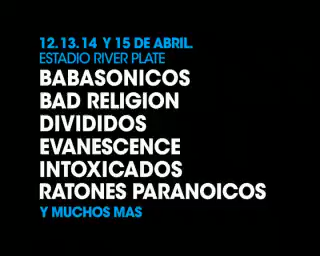 12.13.14 Y 15 DE ABRIL.
ESTADIO RIVER PLATE
BABASONICOS
BAD RELIGION
DIVIDIDOS
EVANESCENCE
INTOXICADOS
RATONES PARANOICOS
Y MUCHOS MAS